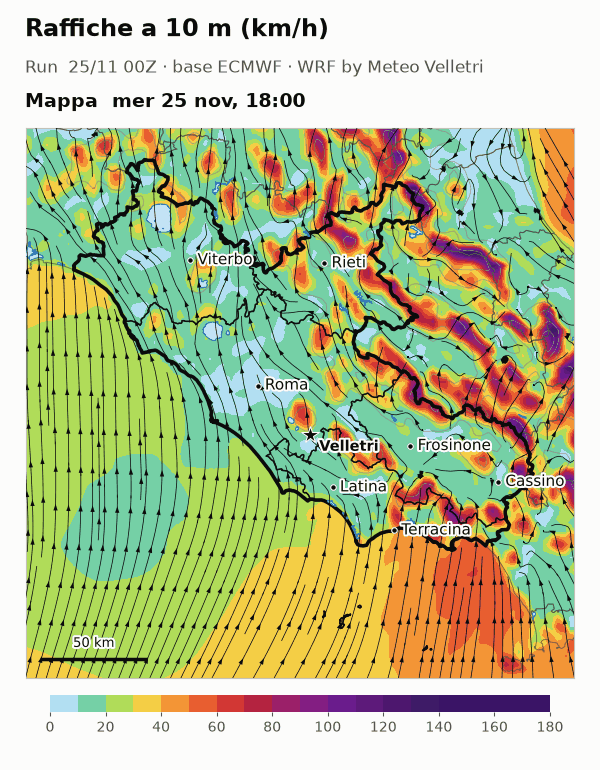 Raffiche a 10 m (km/h)
Run  25/11 00Z · base ECMWF · WRF by Meteo Velletri
Mappa  mer 25 nov, 18:00
Viterbo
Rieti
Roma
Velletri
Frosinone
Cassino
Latina
Terracina
50 km
0 20 40 60 80 100 120 140 160 180